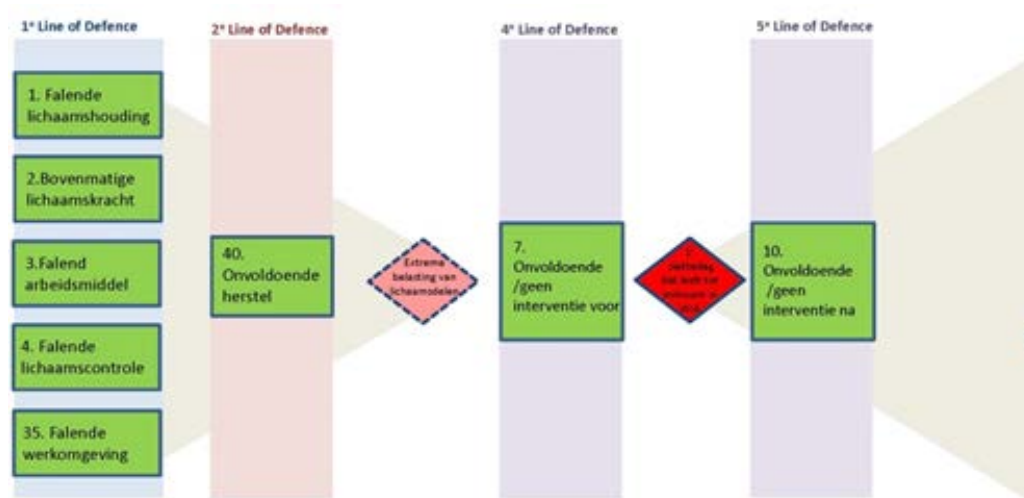 1ᵉ Line of Defence
2ᵉ Line of Defence
4ᵉ Line of Defence
5ᵉ Line of Defence
1. Falende
lichaamshouding
2.Bovenmatige
lichaamskracht
3.Falend
arbeidsmiddel
4. Falende
lichaamscontrole
35. Falende
werkomgeving
40.
Onvoldoende
herstel
Extreme
belasting van
lichaamsdelen
7.
Onvoldoende
/geen
interventie voor
10.
Onvoldoende
/geen
interventie na